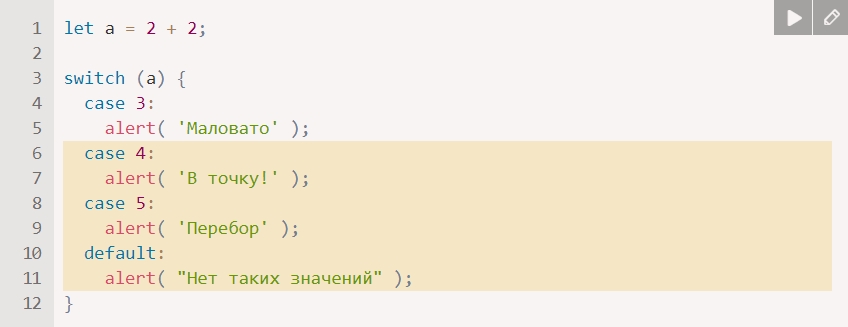 1 let a = 2 + 2;
2
3 switch (a) {
4   case 3:
5     alert( 'Маловато' );
6   case 4:
7     alert( 'В точку!' );
8   case 5:
9     alert( 'Перебор' );
10   default:
11     alert( "Нет таких значений" );
12 }